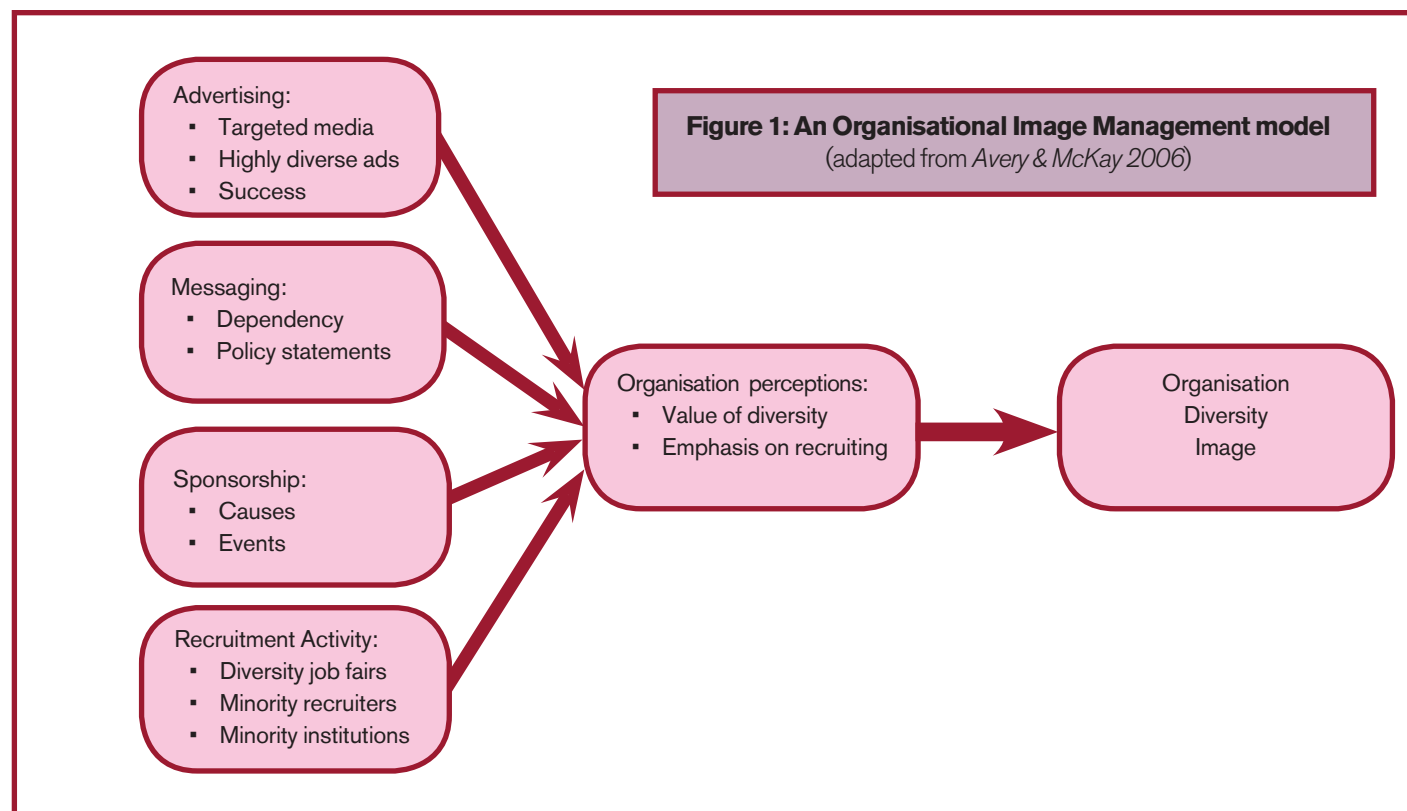 Advertising:
▪ Targeted media
▪ Highly diverse ads
▪ Success
Figure 1: An Organisational Image Management model
(adapted from Avery & McKay 2006)
Messaging:
▪ Dependency
▪ Policy statements
Sponsorship:
▪ Causes
▪ Events
Recruitment Activity:
▪ Diversity job fairs
▪ Minority recruiters
▪ Minority institutions
Organisation perceptions:
▪ Value of diversity
▪ Emphasis on recruiting
Organisation
Diversity
Image